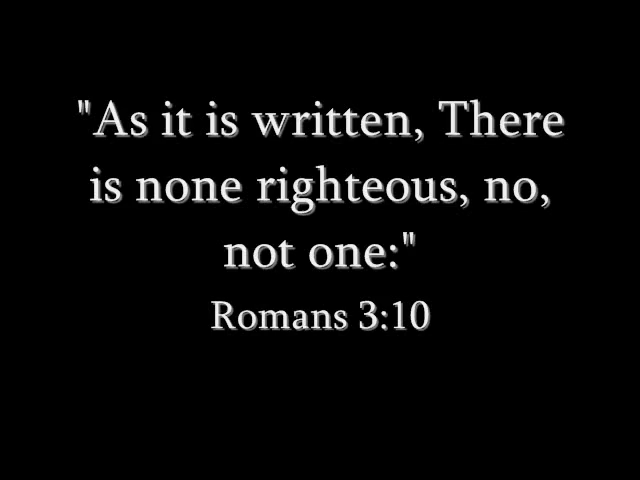 "As it is written, There
is none righteous, no,
not one:"
Romans 3:10